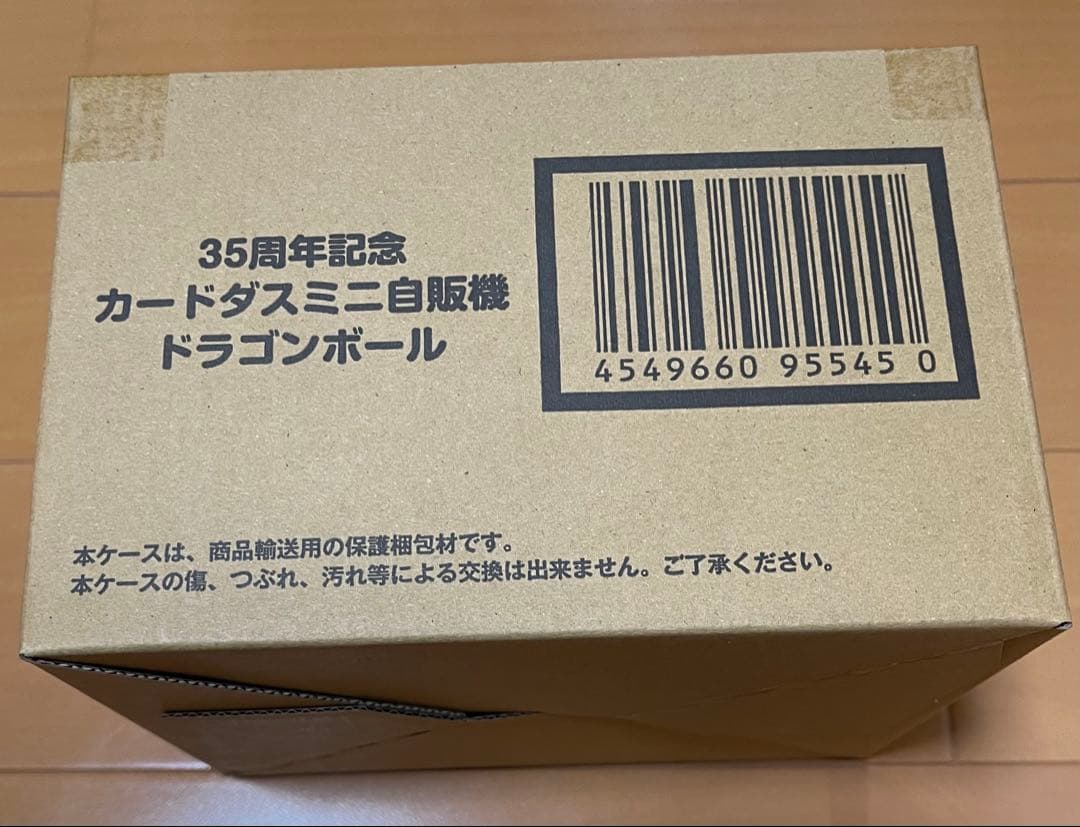 35周年記念
カードダスミニ自販機
ドラゴンボール
4549660 95545 0
本ケースは、商品輸送用の保護梱包材です。
本ケースの傷、つぶれ、汚れ等による交換は出来ません。ご了承ください。